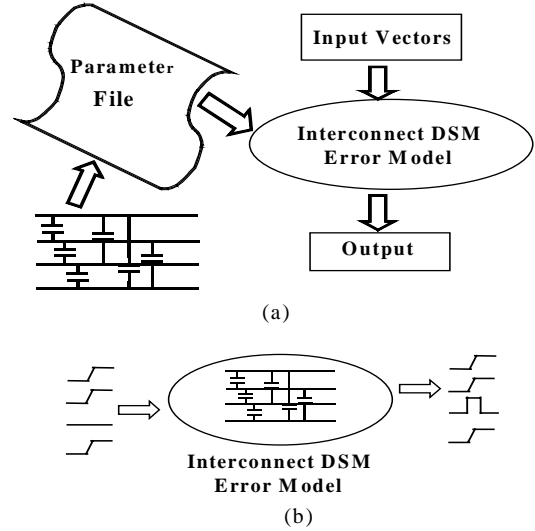 Parameter
File
Input Vectors
Interconnect DSM
Error Model
Output
(a)
Interconnect DSM
Error Model
(b)